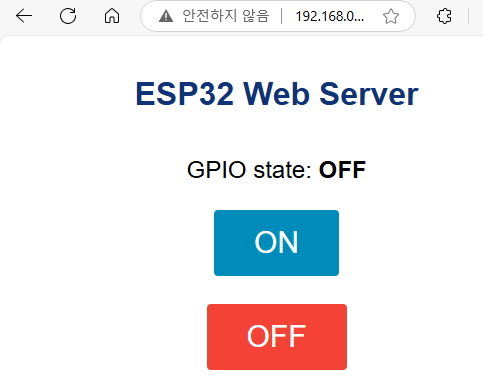 안전하지 않음 192.168.0...
ESP32 Web Server
GPIO state: OFF
ON
OFF